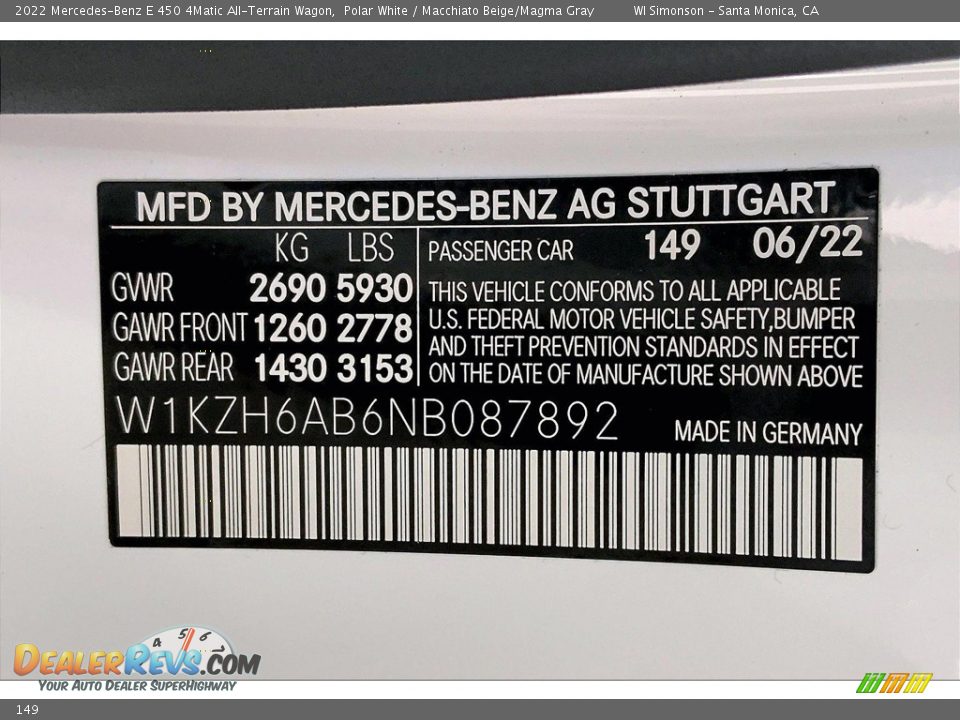 2022 Mercedes-Benz E 450 4Matic All-Terrain Wagon, Polar White / Macchiato Beige/Magma Gray WI Simonson - Santa Monica, CA
MFD BY MERCEDES-BENZ AG STUTTGART
KG LBS
GVWR 2690 5930
GAWR FRONT 1260 2778
GAWR REAR 1430 3153
PASSENGER CAR 149 06/22
THIS VEHICLE CONFORMS TO ALL APPLICABLE
U.S. FEDERAL MOTOR VEHICLE SAFETY,BUMPER
AND THEFT PREVENTION STANDARDS IN EFFECT
ON THE DATE OF MANUFACTURE SHOWN ABOVE
W1KZH6AB6NB087892
MADE IN GERMANY
4 5 6 7
DEALERREVS.COM
YOUR AUTO DEALER SUPERHIGHWAY
149